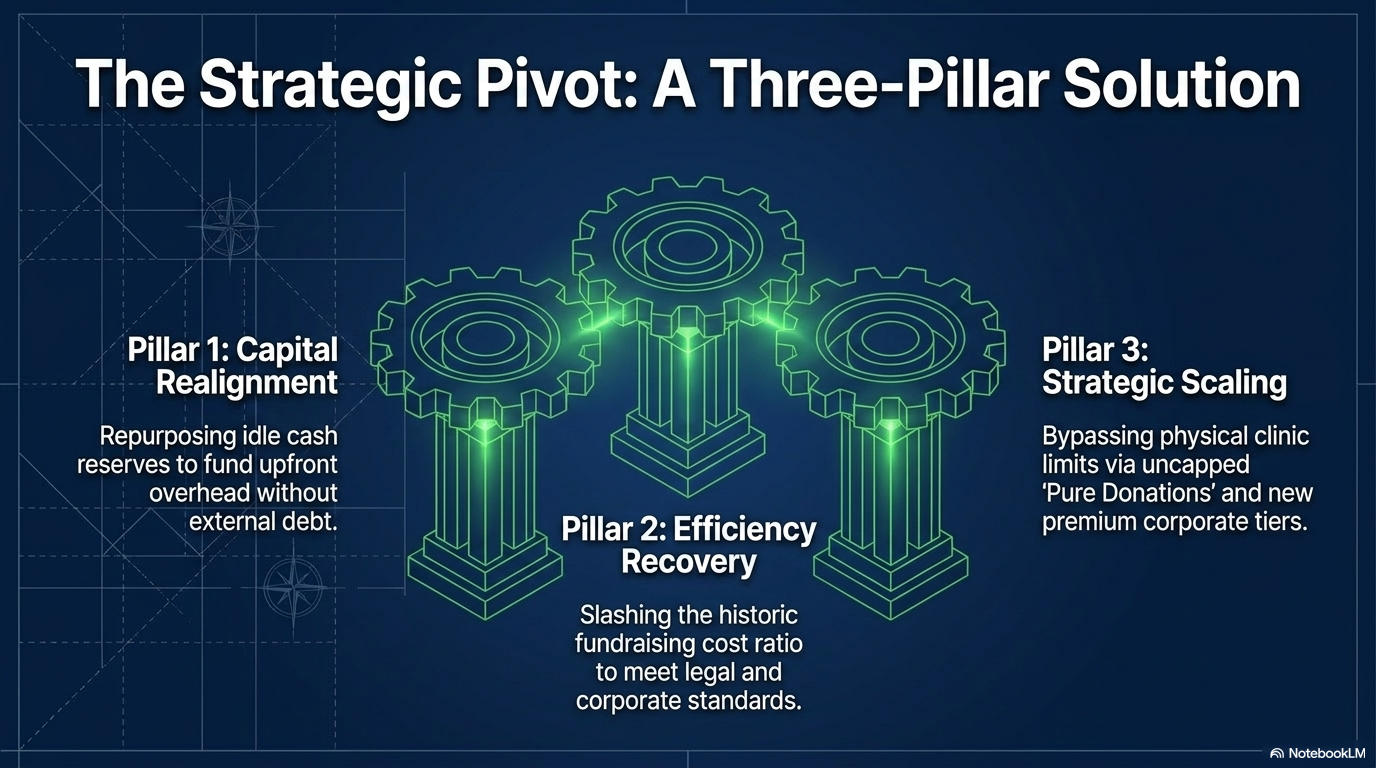 The Strategic Pivot: A Three-Pillar Solution
Pillar 1: Capital
Realignment
Repurposing idle cash
reserves to fund upfront
overhead without
external debt.
Pillar 2: Efficiency
Recovery
Slashing the historic
fundraising cost ratio
to meet legal and
corporate standards.
Pillar 3:
Strategic Scaling
Bypassing physical clinic
limits via uncapped
‘Pure Donations’ and new
premium corporate tiers.
NotebookLM